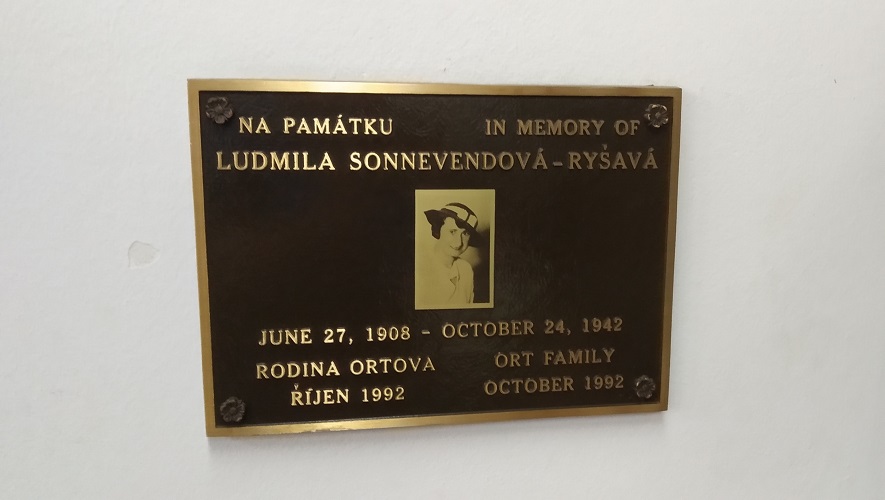 NA PAMÁTKU IN MEMORY OF
LUDMILA SONNEVENDOVÁ-RYŠAVÁ
JUNE 27, 1908 - OCTOBER 24, 1942
RODINA ORTOVA ORT FAMILY
ŘÍJEN 1992 OCTOBER 1992